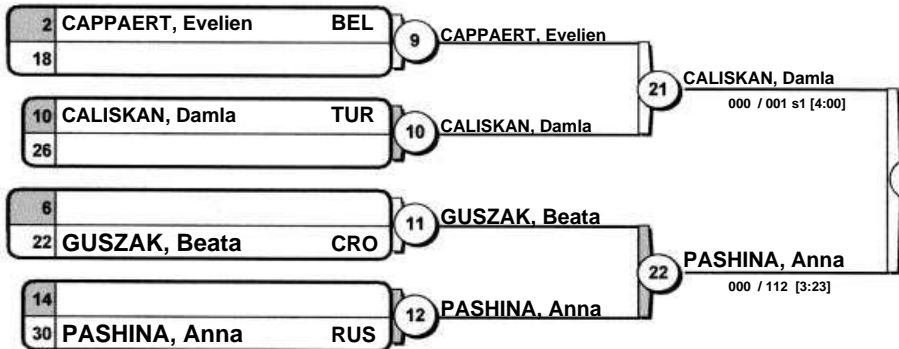 2 CAPPAERT, Evelien BEL
18
9 CAPPAERT, Evelien
10 CALISKAN, Damla TUR
26
10 CALISKAN, Damla
21 CALISKAN, Damla
000 / 001 s1 [4:00]
6
22 GUSZAK, Beata CRO
11 GUSZAK, Beata
14
30 PASHINA, Anna RUS
12 PASHINA, Anna
22 PASHINA, Anna
000 / 112 [3:23]